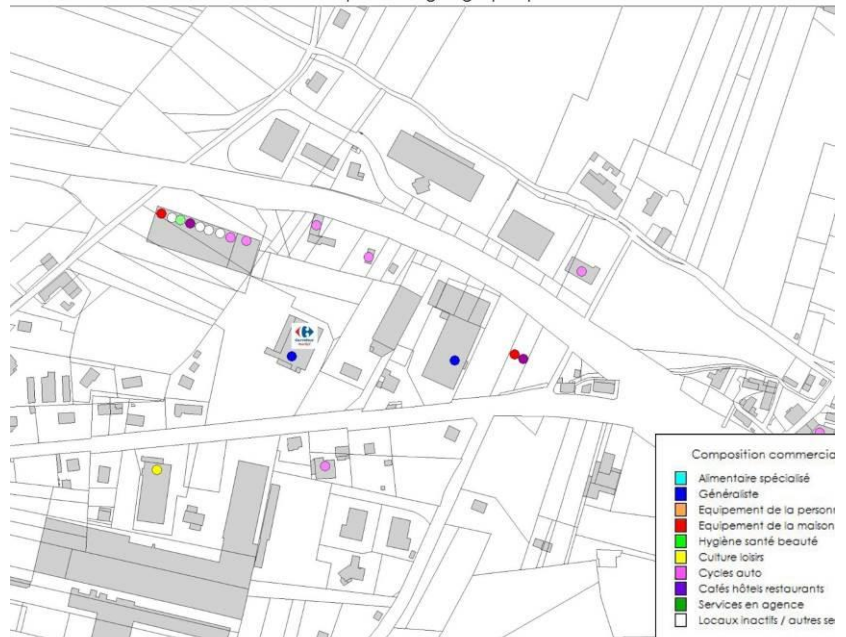 Composition commercia
Alimentaire spécialisé
Généraliste
Equipement de la personn
Equipement de la maison
Hygiène santé beauté
Culture loisirs
Cycles auto
Cafés hôtels restaurants
Services en agence
Locaux inactifs / autres se